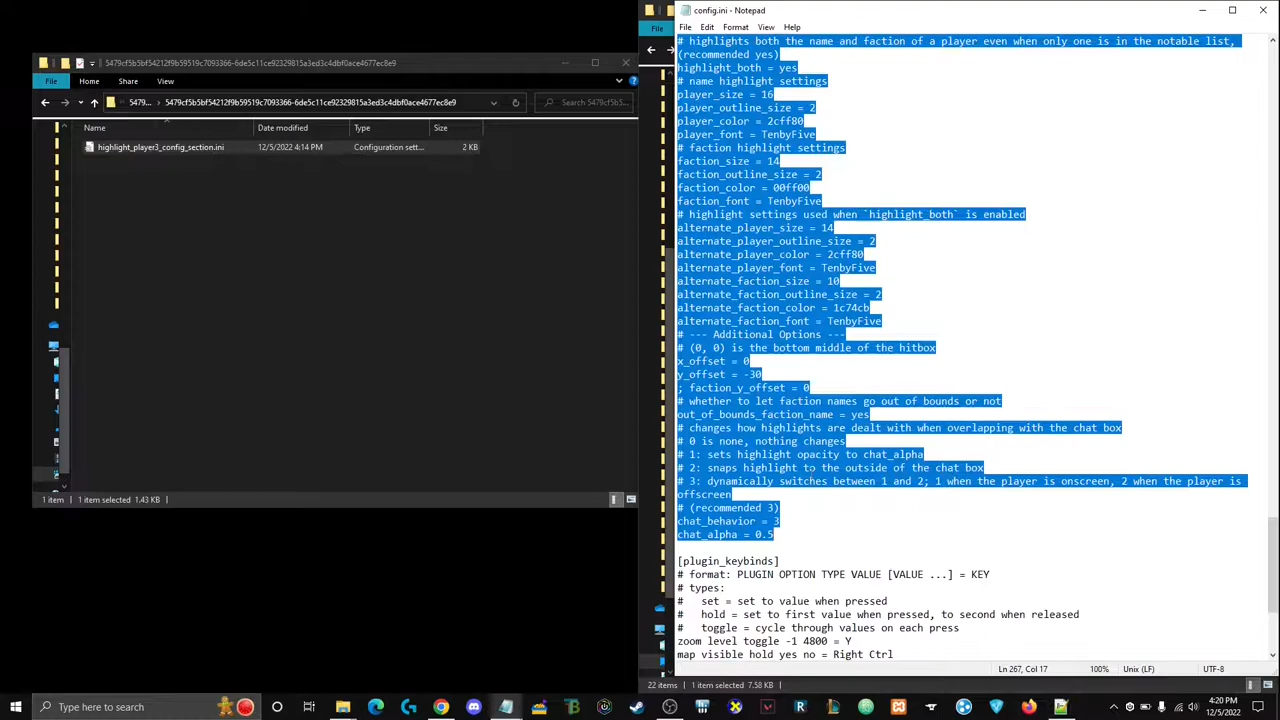 config.ini - Notepad
File
Edit
Format
View
Help
File
# highlights both the name and faction of a player even when only one is in the notable list,
(recommended yes)
highlight_both = yes
# name highlight settings
player_size = 16
player_outline_size = 2
player_color = 2cff80
player_font = TenbyFive
# faction highlight settings
faction_size = 14
faction_outline_size = 2
faction_color = 00ff00
faction_font = TenbyFive
# highlight settings used when `highlight_both` is enabled
alternate_player_size = 14
alternate_player_outline_size = 2
alternate_player_color = 2cff80
alternate_player_font = TenbyFive
alternate_faction_size = 10
alternate_faction_outline_size = 2
alternate_faction_color = 1c74cb
alternate_faction_font = TenbyFive
# --- Additional Options ---
# (0, 0) is the bottom middle of the hitbox
x_offset = 0
y_offset = -30
; faction_y_offset = 0
# whether to let faction names go out of bounds or not
out_of_bounds_faction_name = yes
# changes how highlights are dealt with when overlapping with the chat box
# 0 is none, nothing changes
# 1: sets highlight opacity to chat_alpha
# 2: snaps highlight to the outside of the chat box
# 3: dynamically switches between 1 and 2; 1 when the player is onscreen, 2 when the player is
offscreen
# (recommended 3)
chat_behavior = 3
chat_alpha = 0.5
[plugin_keybinds]
# format: PLUGIN OPTION TYPE VALUE [VALUE ...] = KEY
# types:
#   set = set to value when pressed
#   hold = set to first value when pressed, to second when released
#   toggle = cycle through values on each press
zoom level toggle -1 4800 = Y
map visible hold yes no = Right Ctrl
Ln 267, Col 17
100%
Unix (LF)
UTF-8
22 items
1 item selected 7.58 KB
5479cf5b5bf54212f9b59519c7093386-6de5c11ce92329815a3ed3c4dbf0ace4677ec8e9
File
Home
Share
View
5479...
5479cf5b5bf54212f9b59519c7093386-6de5c11ce92329815a3ed3c4dbf0ace4677ec8e9
Search 5479cf5b5b...
Name
Date modified
Type
Size
highlight_player3_config_section.ini
12/5/2022 4:14 PM
Configuration sett...
2 KB
1 item
1 item selected 1.43 KB
Type here to search
4:20 PM
12/5/2022